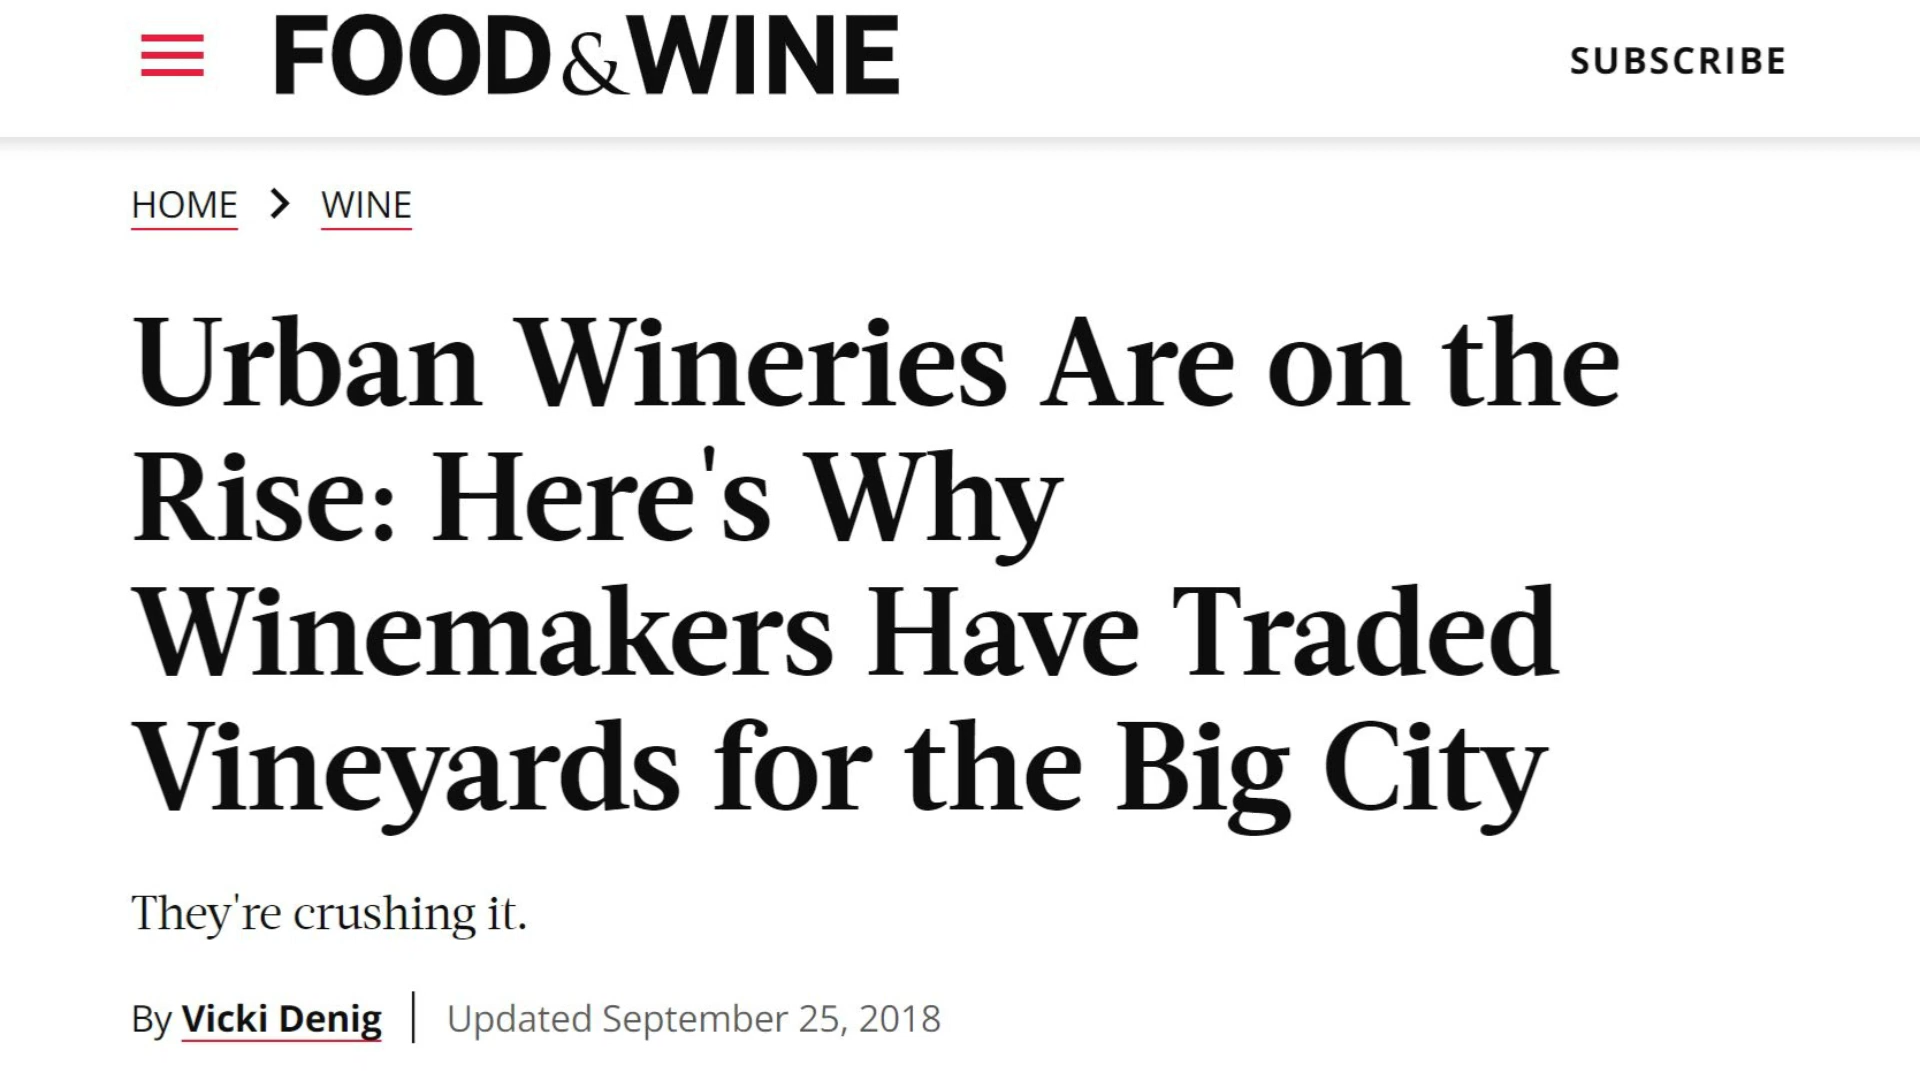 FOOD & WINE
SUBSCRIBE
HOME > WINE
Urban Wineries Are on the
Rise: Here's Why
Winemakers Have Traded
Vineyards for the Big City
They're crushing it.
By Vicki Denig | Updated September 25, 2018